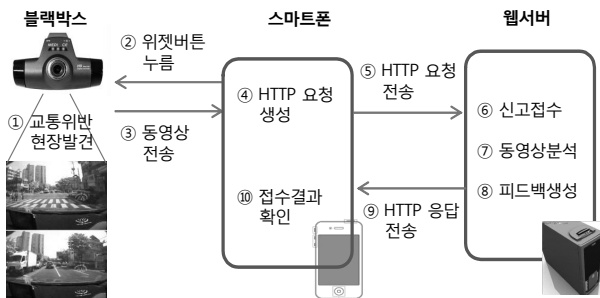 블랙박스
스마트폰
웹서버
② 위젯버튼
누름
① 교통위반
현장발견
③ 동영상
전송
④ HTTP 요청
생성
⑩ 접수결과
확인
⑤ HTTP 요청
전송
⑨ HTTP 응답
전송
⑥ 신고접수
⑦ 동영상분석
⑧ 피드백생성